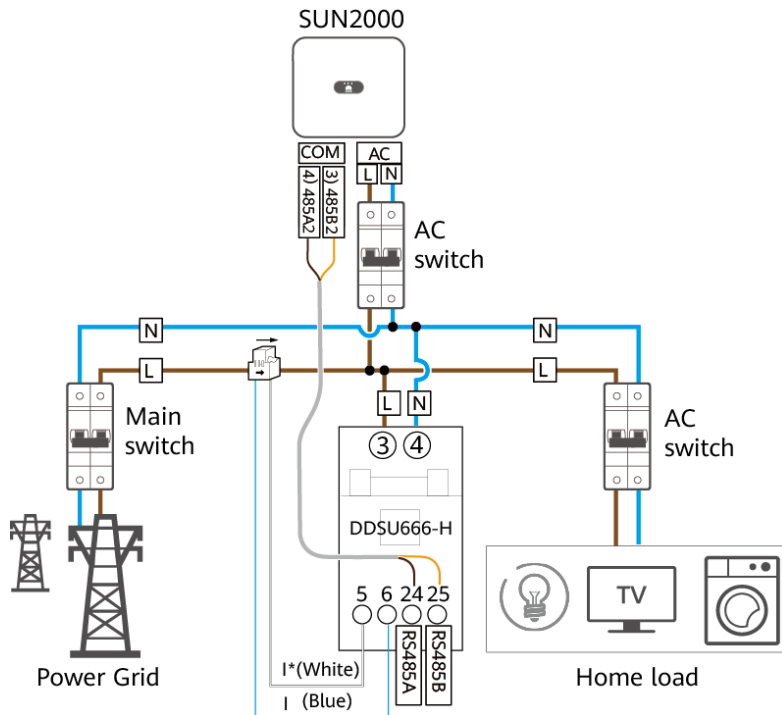 SUN2000
COM
AC
L
N
4) 485A2
3) 485B2
AC
switch
N
N
L
L
Main
switch
L
N
AC
switch
3
4
DDSU666-H
5
6
24
25
TV
RS485A
RS485B
I*(White)
I (Blue)
Power Grid
Home load